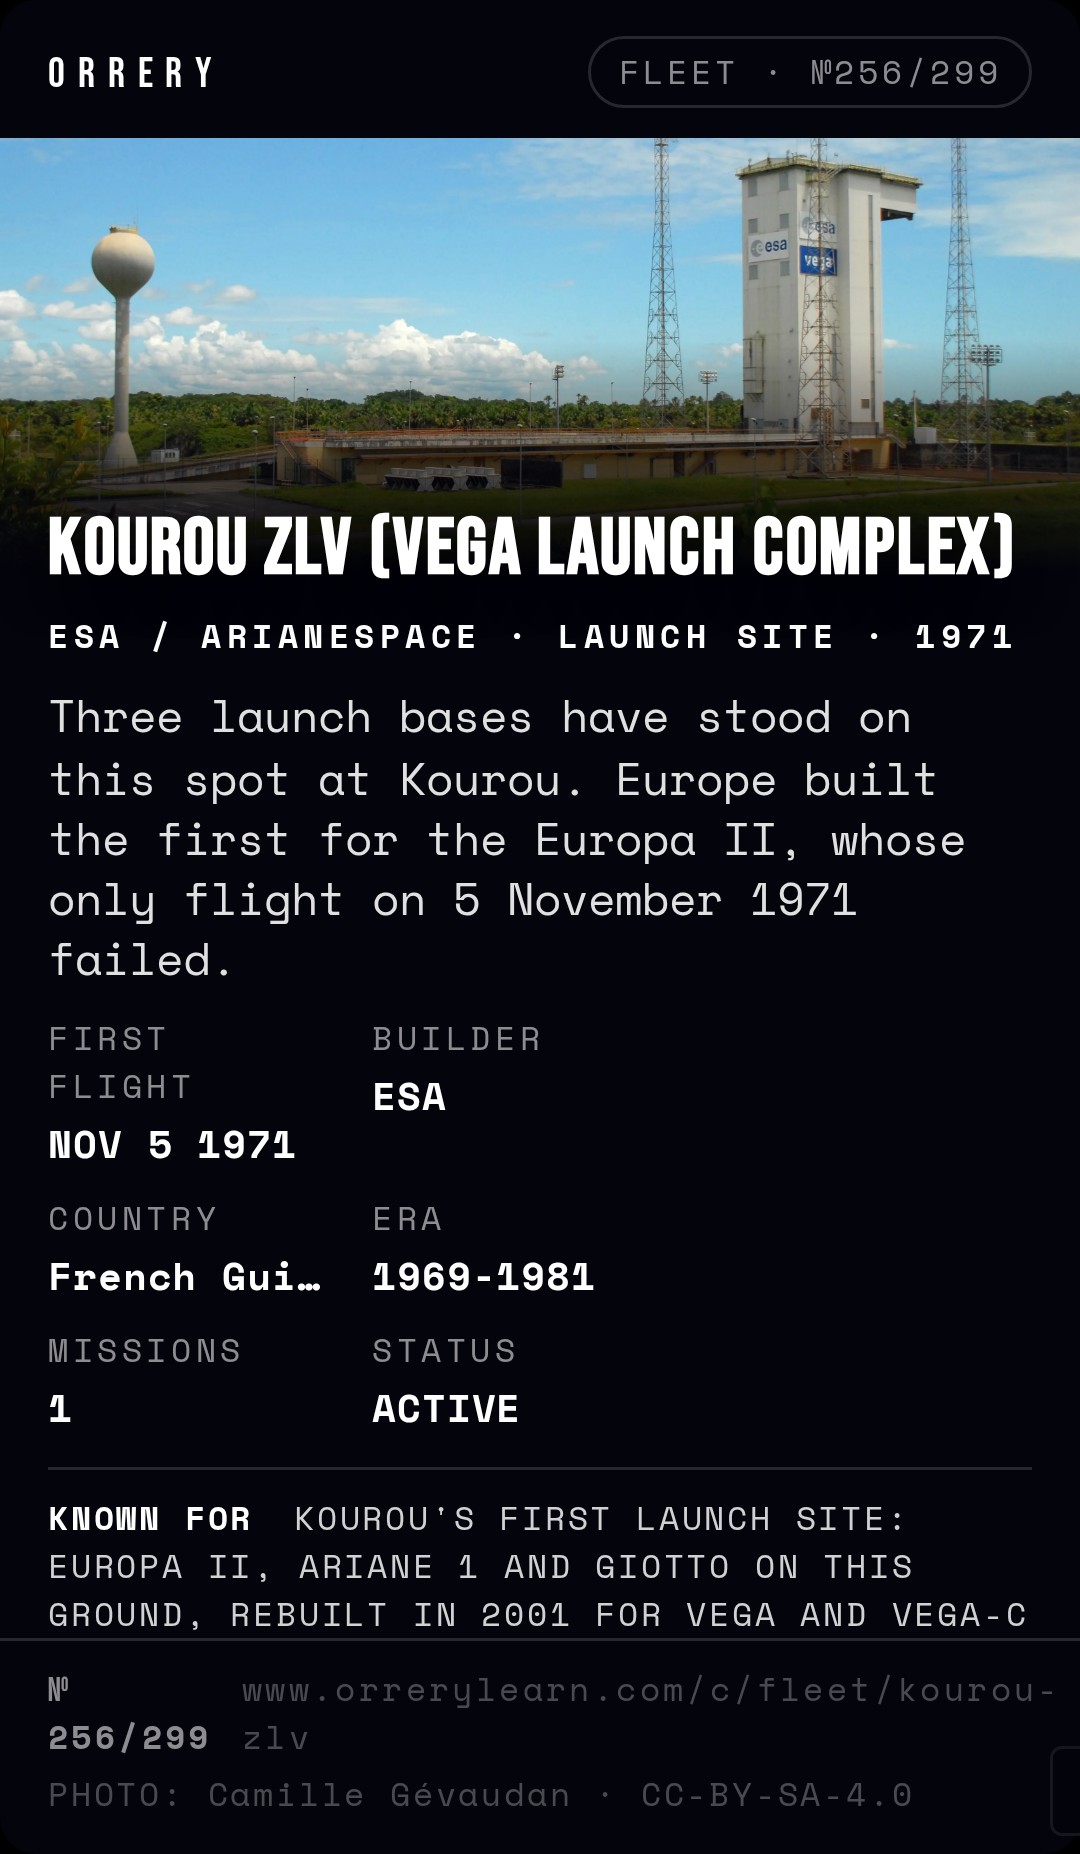 ORRERY
FLEET · №256/299
esa
esa
vega
KOUROU ZLV (VEGA LAUNCH COMPLEX)
ESA / ARIANESPACE · LAUNCH SITE · 1971
Three launch bases have stood on
this spot at Kourou. Europe built
the first for the Europa II, whose
only flight on 5 November 1971
failed.
FIRST
FLIGHT
NOV 5 1971
BUILDER
ESA
COUNTRY
French Gui…
ERA
1969-1981
MISSIONS
1
STATUS
ACTIVE
KNOWN FOR KOUROU'S FIRST LAUNCH SITE:
EUROPA II, ARIANE 1 AND GIOTTO ON THIS
GROUND, REBUILT IN 2001 FOR VEGA AND VEGA-C
№
256/299
www.orrerylearn.com/c/fleet/kourou-
zlv
PHOTO: Camille Gévaudan · CC-BY-SA-4.0